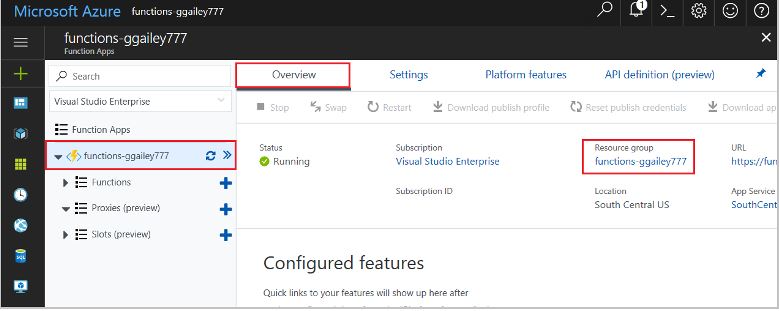 Microsoft Azure functions-ggailey777
1
functions-ggailey777
Function Apps
Search
Visual Studio Enterprise
Function Apps
functions-ggailey777
Functions
Proxies (preview)
Slots (preview)
Overview
Settings
Platform features
API definition (preview)
Stop
Swap
Restart
Download publish profile
Reset publish credentials
Download ap
Status
Running
Subscription
Visual Studio Enterprise
Subscription ID
Resource group
functions-ggailey777
Location
South Central US
URL
https://fun
App Service
SouthCent
Configured features
Quick links to your features will show up here after
SQL